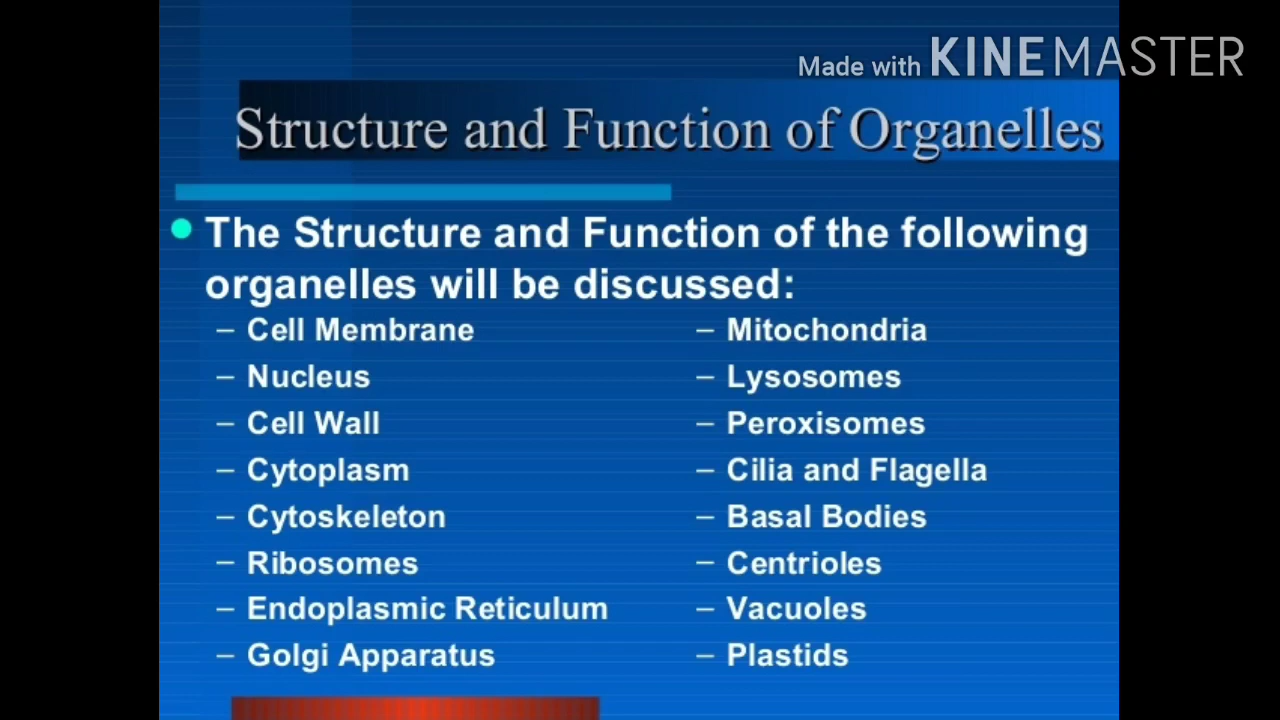 Made with KINEMASTER
Structure and Function of Organelles
The Structure and Function of the following
organelles will be discussed:
– Cell Membrane
– Nucleus
– Cell Wall
– Cytoplasm
– Cytoskeleton
– Ribosomes
– Endoplasmic Reticulum
– Golgi Apparatus
– Mitochondria
– Lysosomes
– Peroxisomes
– Cilia and Flagella
– Basal Bodies
– Centrioles
– Vacuoles
– Plastids